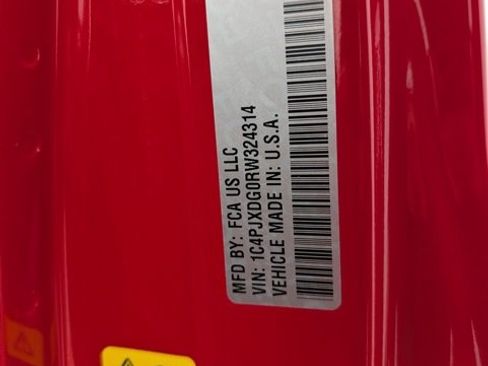 MFD BY: FCA US LLC
VIN: 1C4PJXDG0RW324314
VEHICLE MADE IN: U.S.A.